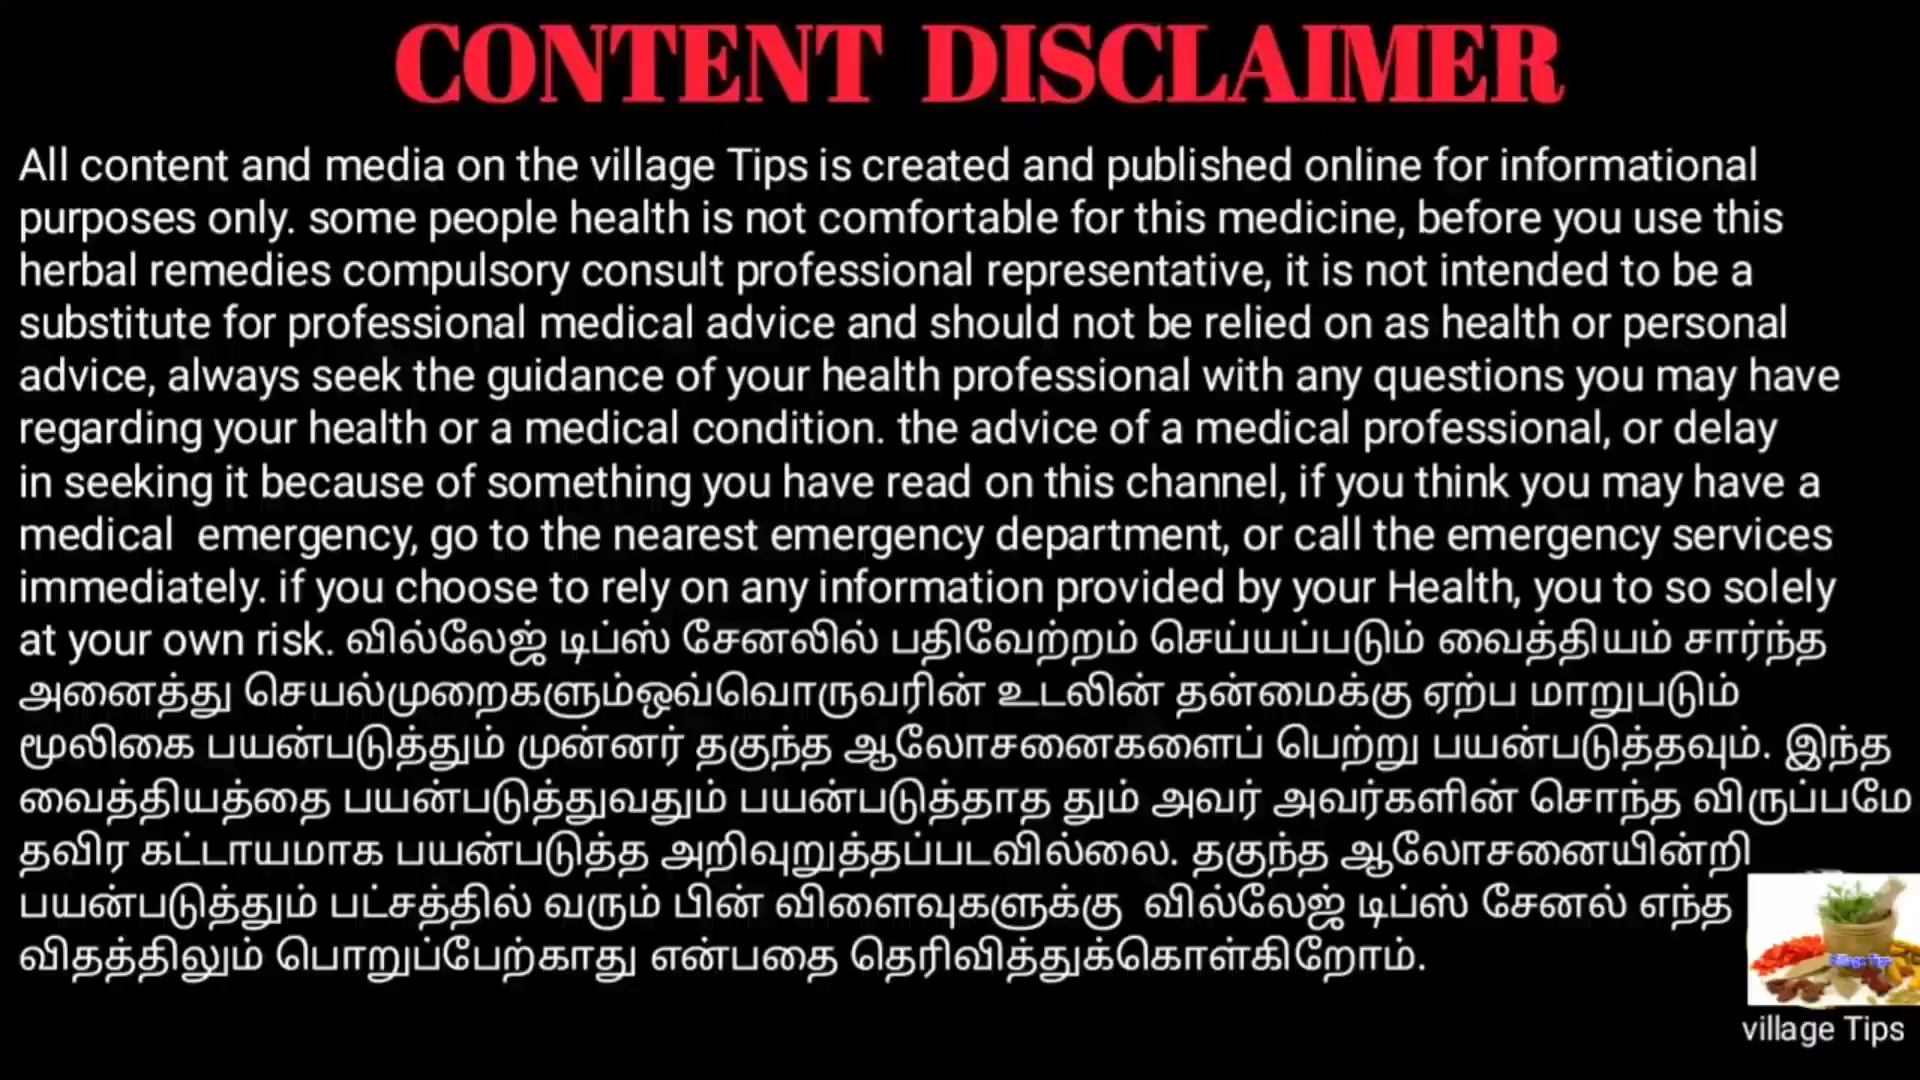 CONTENT DISCLAIMER
All content and media on the village Tips is created and published online for informational
purposes only. some people health is not comfortable for this medicine, before you use this
herbal remedies compulsory consult professional representative, it is not intended to be a
substitute for professional medical advice and should not be relied on as health or personal
advice, always seek the guidance of your health professional with any questions you may have
regarding your health or a medical condition. the advice of a medical professional, or delay
in seeking it because of something you have read on this channel, if you think you may have a
medical  emergency, go to the nearest emergency department, or call the emergency services
immediately. if you choose to rely on any information provided by your Health, you to so solely
at your own risk. வில்லேஜ் டிப்ஸ் சேனலில் பதிவேற்றம் செய்யப்படும் வைத்தியம் சார்ந்த
அனைத்து செயல்முறைகளும்ஒவ்வொருவரின் உடலின் தன்மைக்கு ஏற்ப மாறுபடும்
மூலிகை பயன்படுத்தும் முன்னர் தகுந்த ஆலோசனைகளைப் பெற்று பயன்படுத்தவும். இந்த
வைத்தியத்தை பயன்படுத்துவதும் பயன்படுத்தாத தும் அவர் அவர்களின் சொந்த விருப்பமே
தவிர கட்டாயமாக பயன்படுத்த அறிவுறுத்தப்படவில்லை. தகுந்த ஆலோசனையின்றி
பயன்படுத்தும் பட்சத்தில் வரும் பின் விளைவுகளுக்கு  வில்லேஜ் டிப்ஸ் சேனல் எந்த
விதத்திலும் பொறுப்பேற்காது என்பதை தெரிவித்துக்கொள்கிறோம்.
village Tips
village Tips